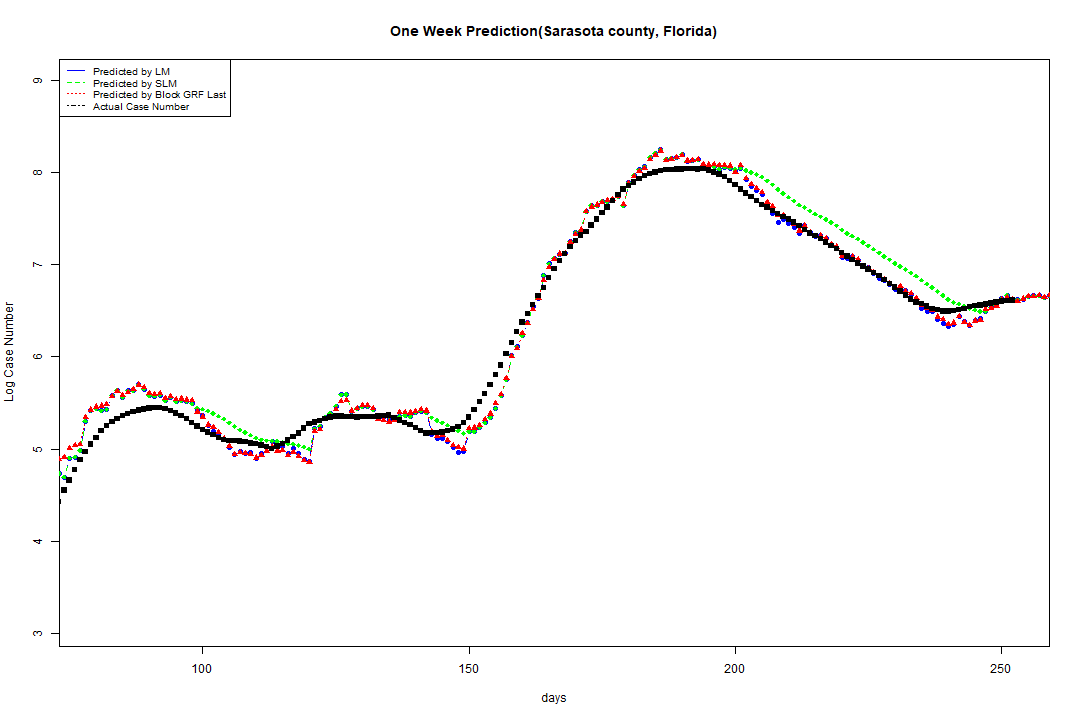 One Week Prediction(Sarasota county, Florida)
Predicted by LM
Predicted by SLM
Predicted by Block GRF Last
Actual Case Number
Log Case Number
9
8
7
6
5
4
3
100 150 200 250
days